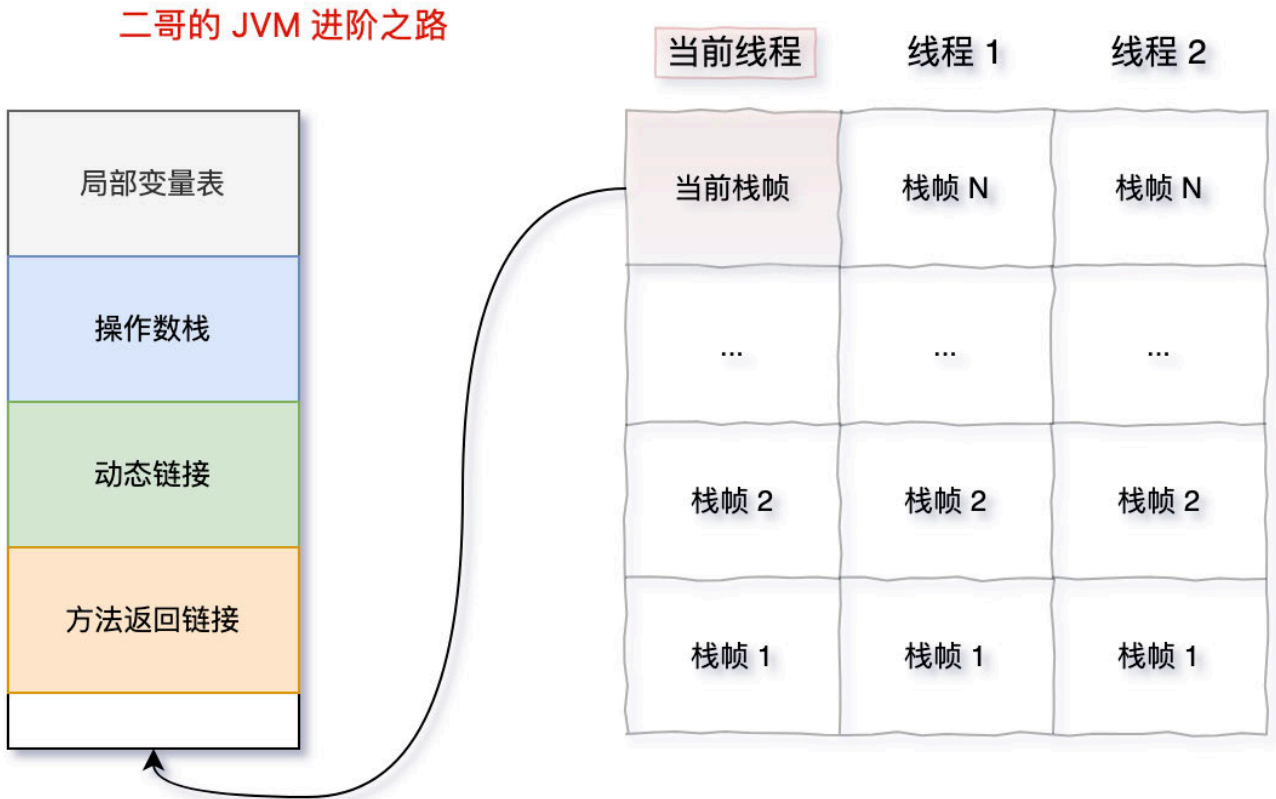 二哥的 JVM 进阶之路
当前线程 线程 1 线程 2
局部变量表
操作数栈
动态链接
方法返回链接
当前栈帧 栈帧 N 栈帧 N
... ... ...
栈帧 2 栈帧 2 栈帧 2
栈帧 1 栈帧 1 栈帧 1